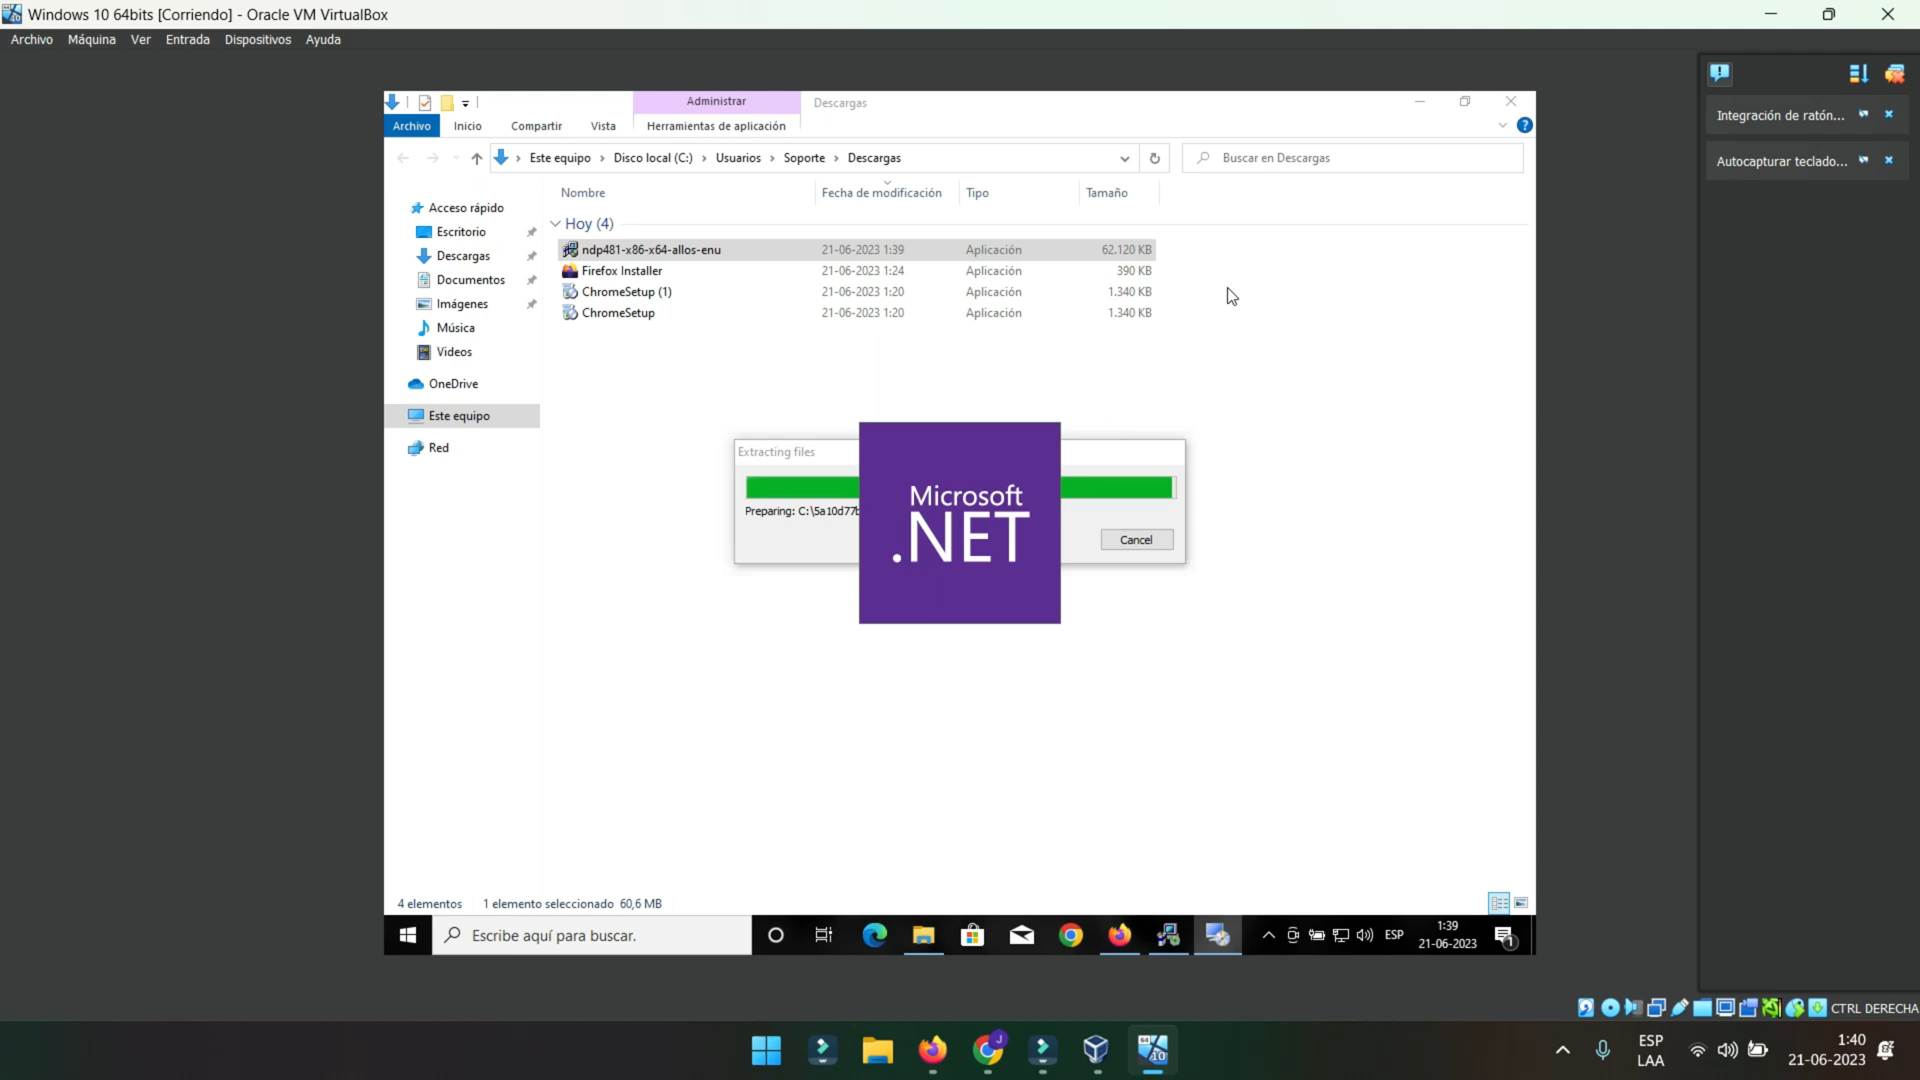 Windows 10 64bits [Corriendo] - Oracle VM VirtualBox
Archivo Máquina Ver Entrada Dispositivos Ayuda
Integración de ratón...
Autocapturar teclado...
Administrar Descargas
Archivo Inicio Compartir Vista Herramientas de aplicación
Este equipo › Disco local (C:) › Usuarios › Soporte › Descargas
Buscar en Descargas
Nombre Fecha de modificación Tipo Tamaño
Acceso rápido
Escritorio
Descargas
Documentos
Imágenes
Música
Videos
OneDrive
Este equipo
Red
Hoy (4)
ndp481-x86-x64-allos-enu 21-06-2023 1:39 Aplicación 62.120 KB
Firefox Installer 21-06-2023 1:24 Aplicación 390 KB
ChromeSetup (1) 21-06-2023 1:20 Aplicación 1.340 KB
ChromeSetup 21-06-2023 1:20 Aplicación 1.340 KB
Extracting files
Preparing: C:\5a10d77b
Cancel
Microsoft
.NET
4 elementos 1 elemento seleccionado 60,6 MB
Escribe aquí para buscar.
ESP
1:39
21-06-2023
1
CTRL DERECHA
J
64
10
ESP
LAA
1:40
21-06-2023